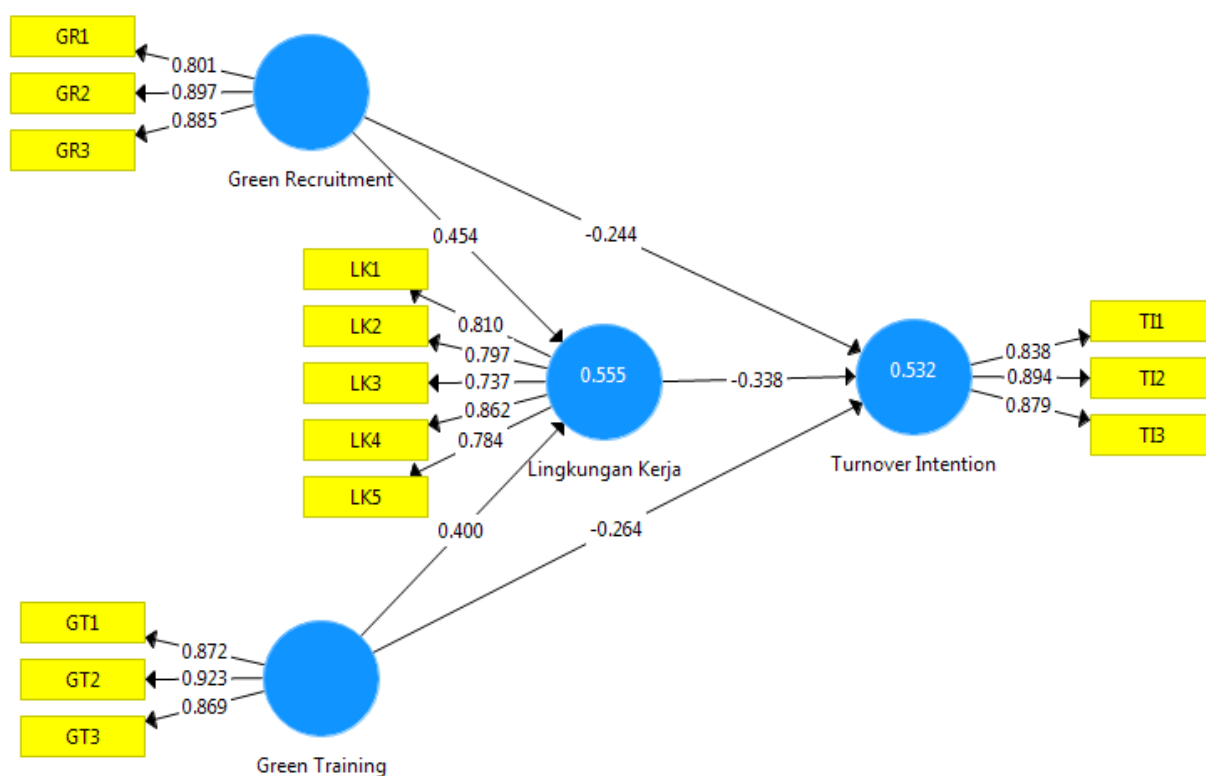 GR1
0.801
GR2
0.897
GR3
0.885
Green Recruitment
0.454
-0.244
LK1
0.810
LK2
0.797
LK3
0.737
LK4
0.862
LK5
0.784
0.555
Lingkungan Kerja
-0.338
0.532
Turnover Intention
0.838
TI1
0.894
TI2
0.879
TI3
0.400
-0.264
GT1
0.872
GT2
0.923
GT3
0.869
Green Training